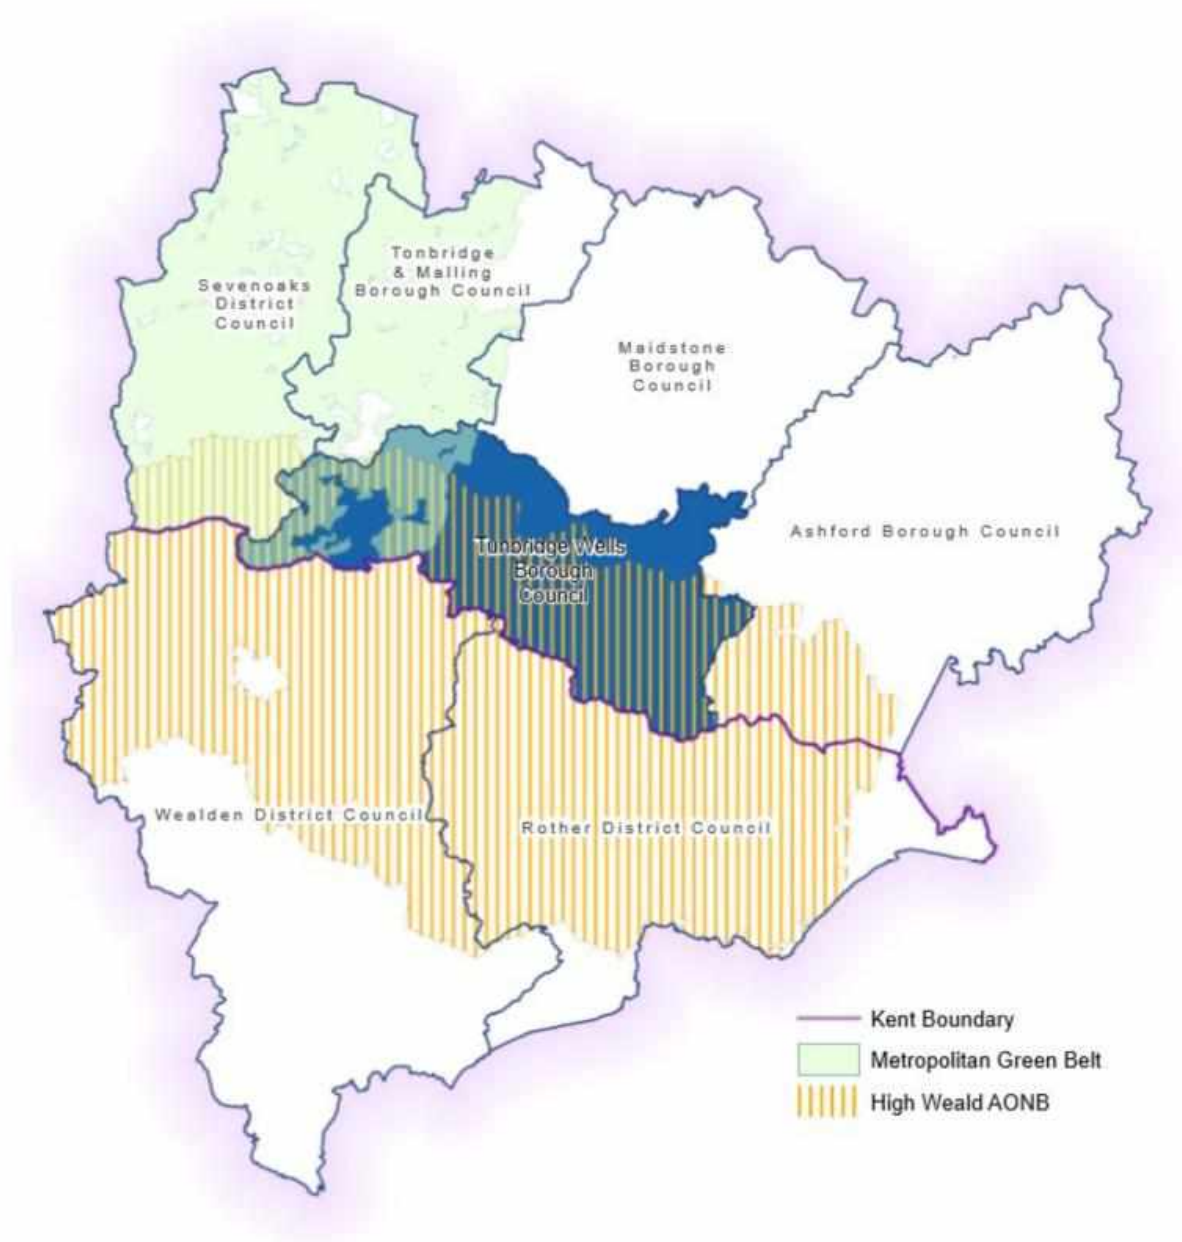 Tonbridge
& Malling
Borough Council
Sevenoaks
District
Council
Maidstone
Borough
Council
Ashford Borough Council
Tunbridge Wells
Borough
Council
Wealden District Council
Rother District Council
Kent Boundary
Metropolitan Green Belt
High Weald AONB